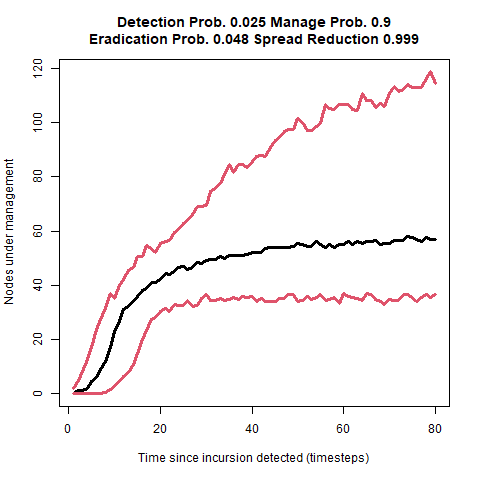 Detection Prob. 0.025 Manage Prob. 0.9
Eradication Prob. 0.048 Spread Reduction 0.999
Nodes under management
120
100
80
60
40
20
0
0 20 40 60 80
Time since incursion detected (timesteps)